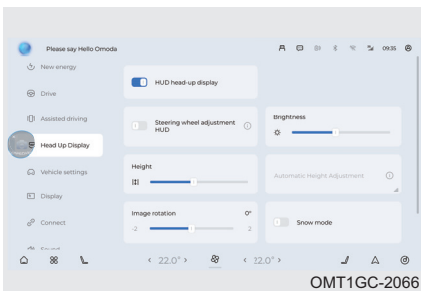 Please say Hello Omoda
09:35
New energy
Drive
Assisted driving
Head Up Display
Vehicle settings
Display
Connect
Sound
HUD head-up display
Steering wheel adjustment
HUD
Brightness
Height
Automatic Height Adjustment
Image rotation 0°
-2 2
Snow mode
22.0°
22.0°
OMT1GC-2066